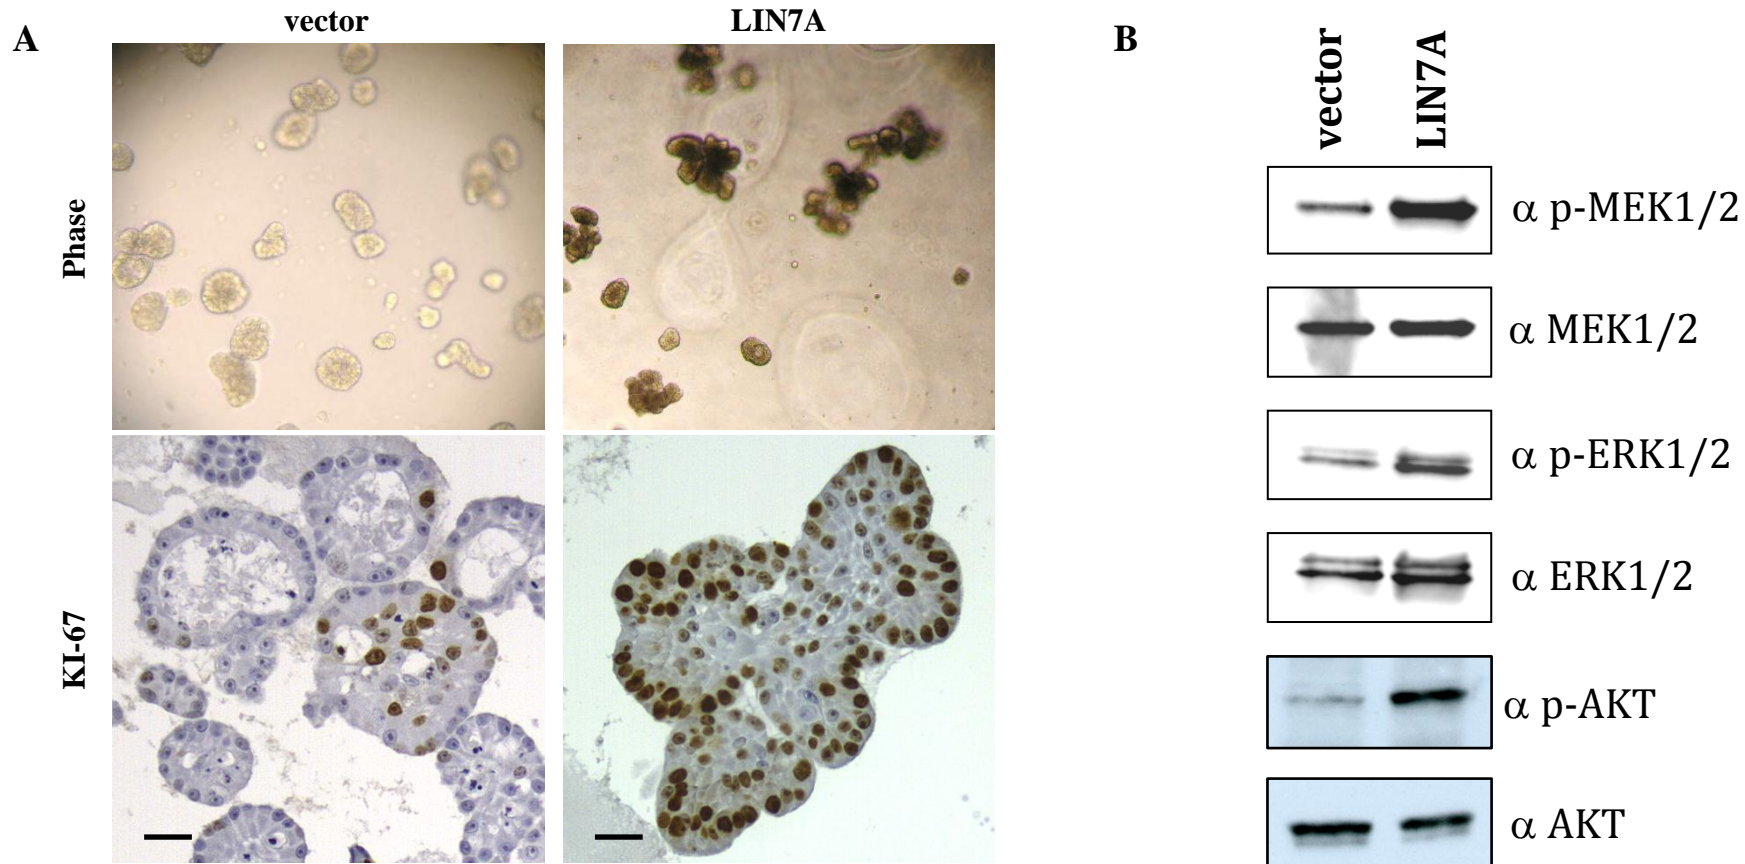 A
vector
LIN7A
Phase
KI-67
B
vector
LIN7A
α p-MEK1/2
α MEK1/2
α p-ERK1/2
α ERK1/2
α p-AKT
α AKT